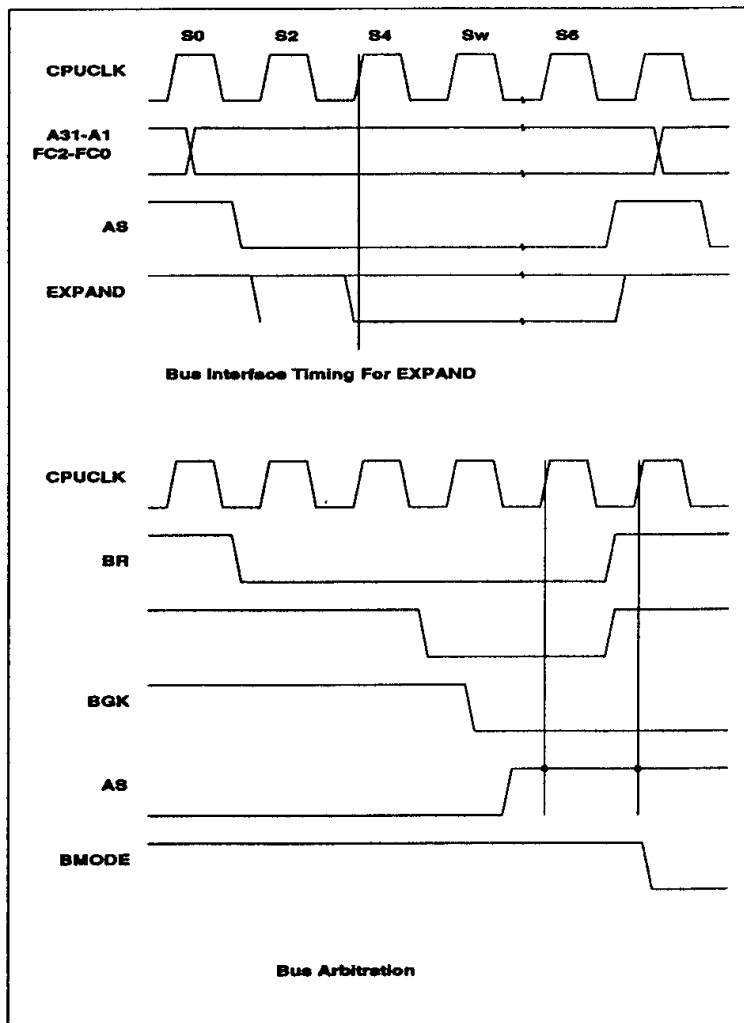 S0 S2 S4 Sw S6
CPUCLK
A31-A1
FC2-FC0
AS
EXPAND
Bus Interface Timing For EXPAND
CPUCLK
BR
BGK
AS
BMODE
Bus Arbitration